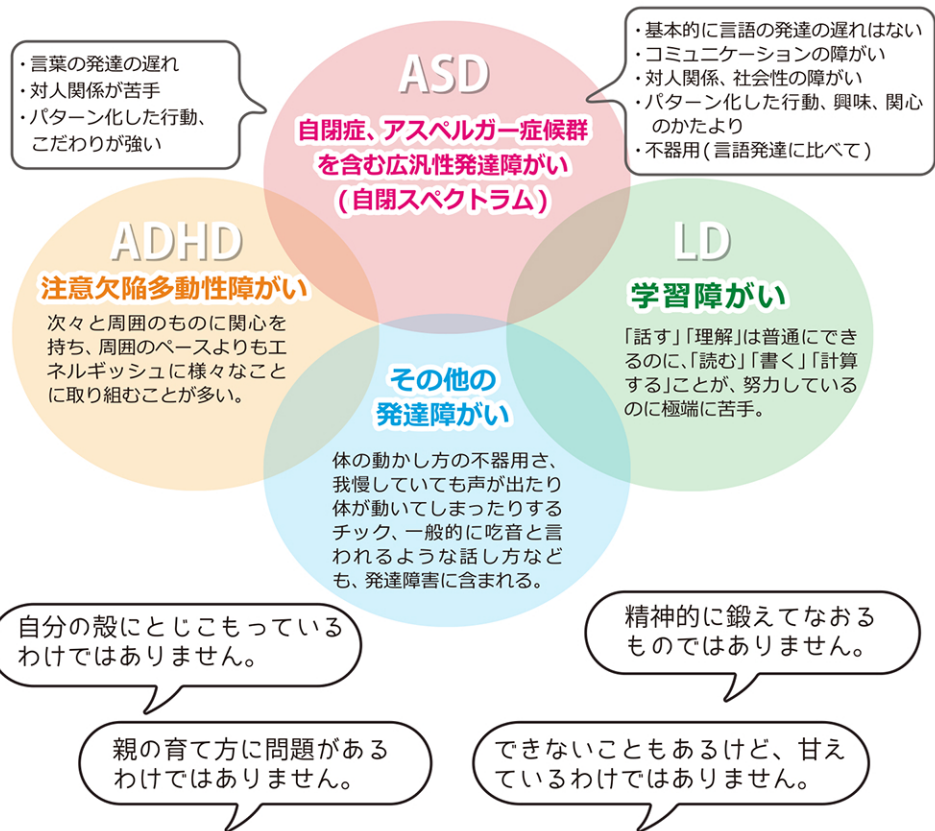 ・言葉の発達の遅れ
・対人関係が苦手
・パターン化した行動、
こだわりが強い
ASD
自閉症、アスペルガー症候群
を含む広汎性発達障がい
(自閉スペクトラム)
・基本的に言語の発達の遅れはない
・コミュニケーションの障がい
・対人関係、社会性の障がい
・パターン化した行動、興味、関心
のかたより
・不器用(言語発達に比べて)
ADHD
注意欠陥多動性障がい
次々と周囲のものに関心を
持ち、周囲のペースよりもエ
ネルギッシュに様々なこと
に取り組むことが多い。
LD
学習障がい
「話す」「理解」は普通にでき
るのに、「読む」「書く」「計算
する」ことが、努力している
のに極端に苦手。
その他の
発達障がい
体の動かし方の不器用さ、
我慢していても声が出たり
体が動いてしまったりする
チック、一般的に吃音と言
われるような話し方など
も、発達障害に含まれる。
自分の殻にとじこもっている
わけではありません。
精神的に鍛えてなおる
ものではありません。
親の育て方に問題がある
わけではありません。
できないこともあるけど、甘え
ているわけではありません。